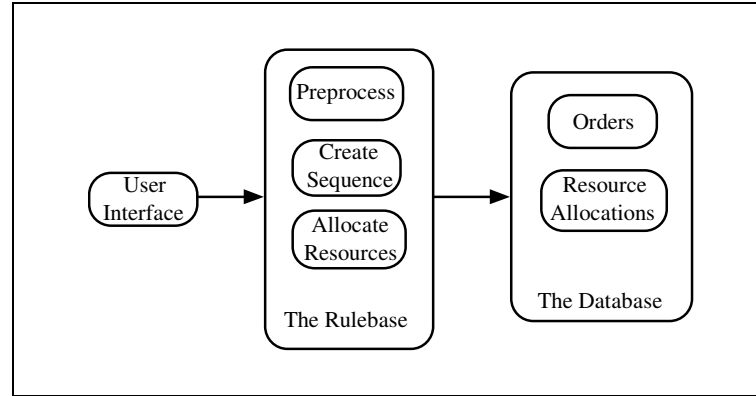 User
Interface
Preprocess
Create
Sequence
Allocate
Resources
The Rulebase
Orders
Resource
Allocations
The Database